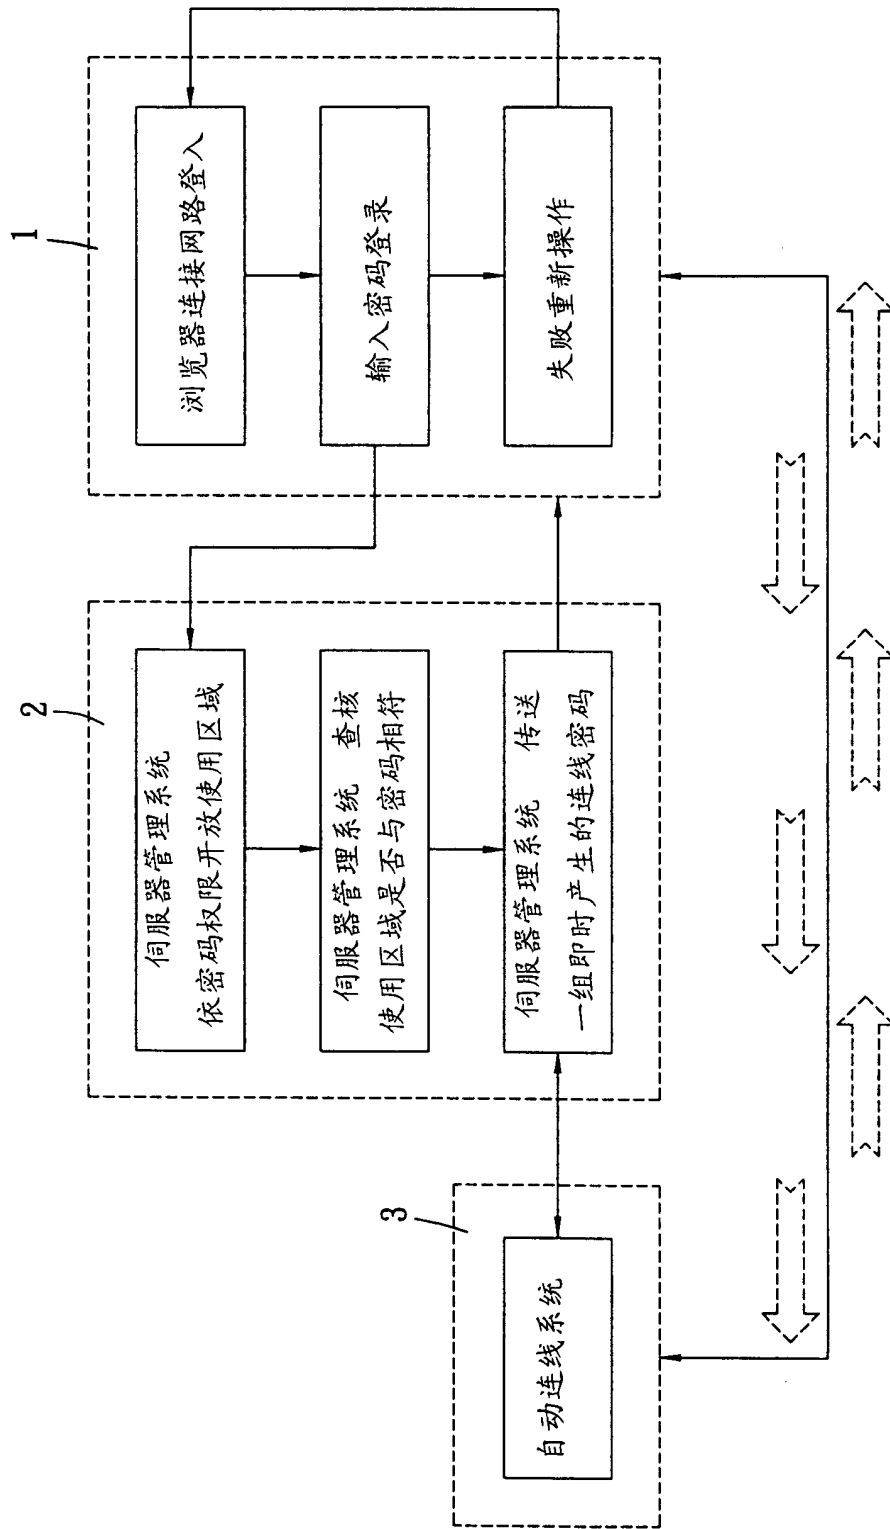 1
浏览器连接网路登入
输入密码登录
失败重新操作
2
伺服器管理系统
依密码权限开放使用区域
伺服器管理系统 查核
使用区域是否与密码相符
伺服器管理系统 传送
一组即时产生的连线密码
3
自动连线系统